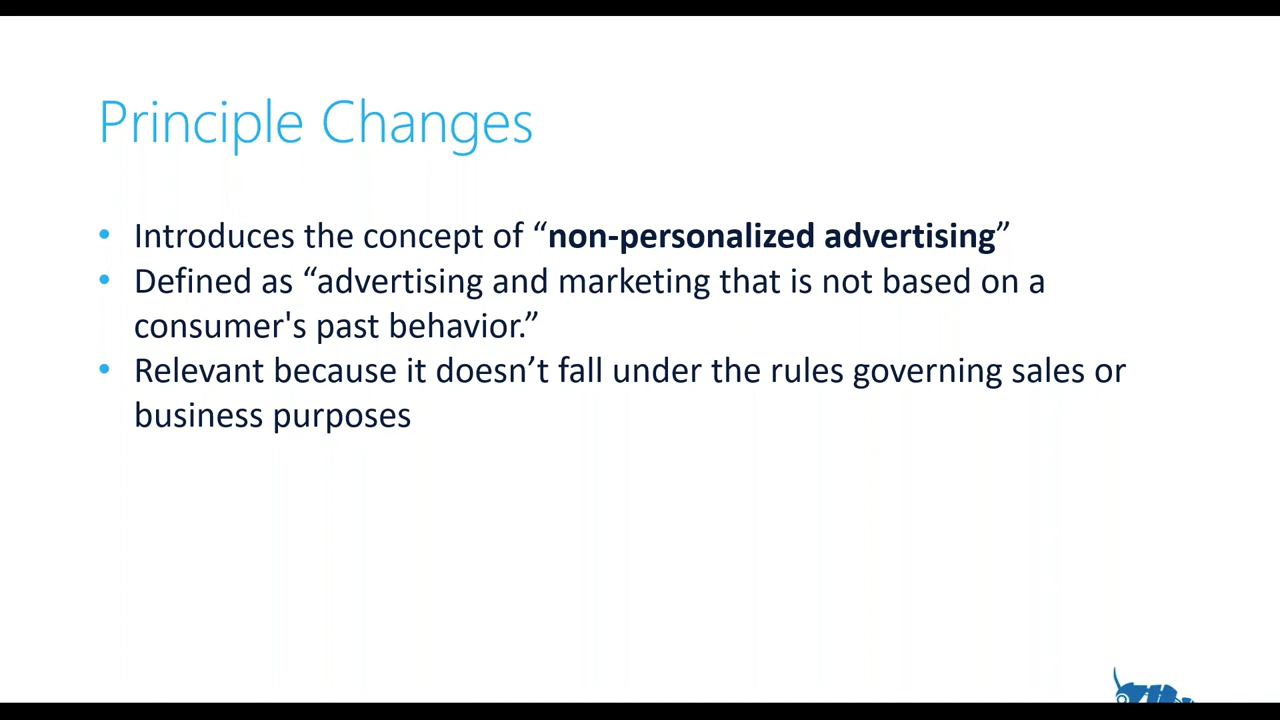 Principle Changes
• Introduces the concept of “non-personalized advertising”
• Defined as “advertising and marketing that is not based on a
consumer's past behavior.”
• Relevant because it doesn’t fall under the rules governing sales or
business purposes